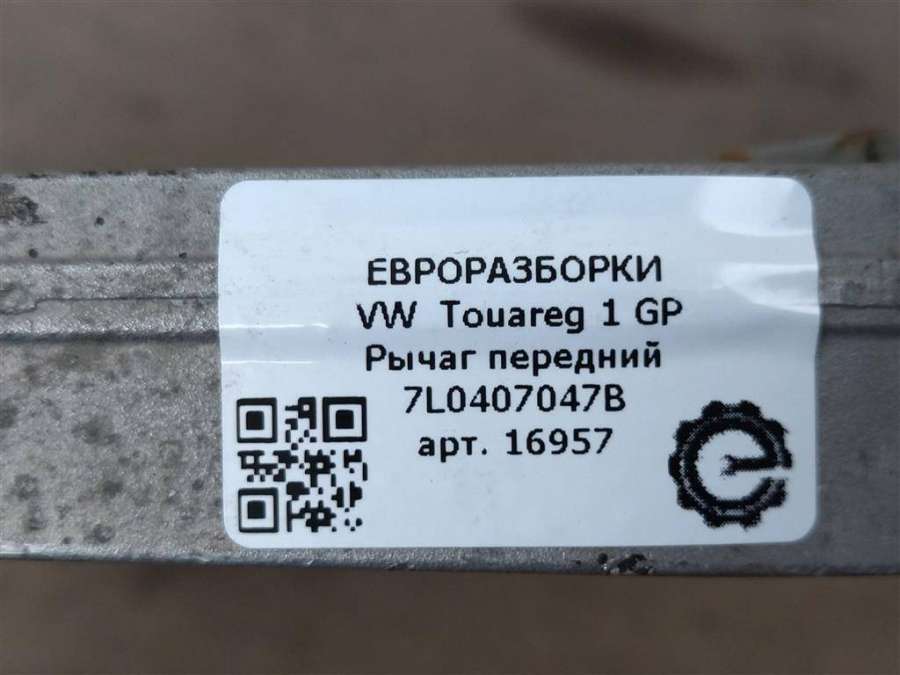 ЕВРОРАЗБОРКИ
VW Touareg 1 GP
Рычаг передний
7L0407047B
арт. 16957